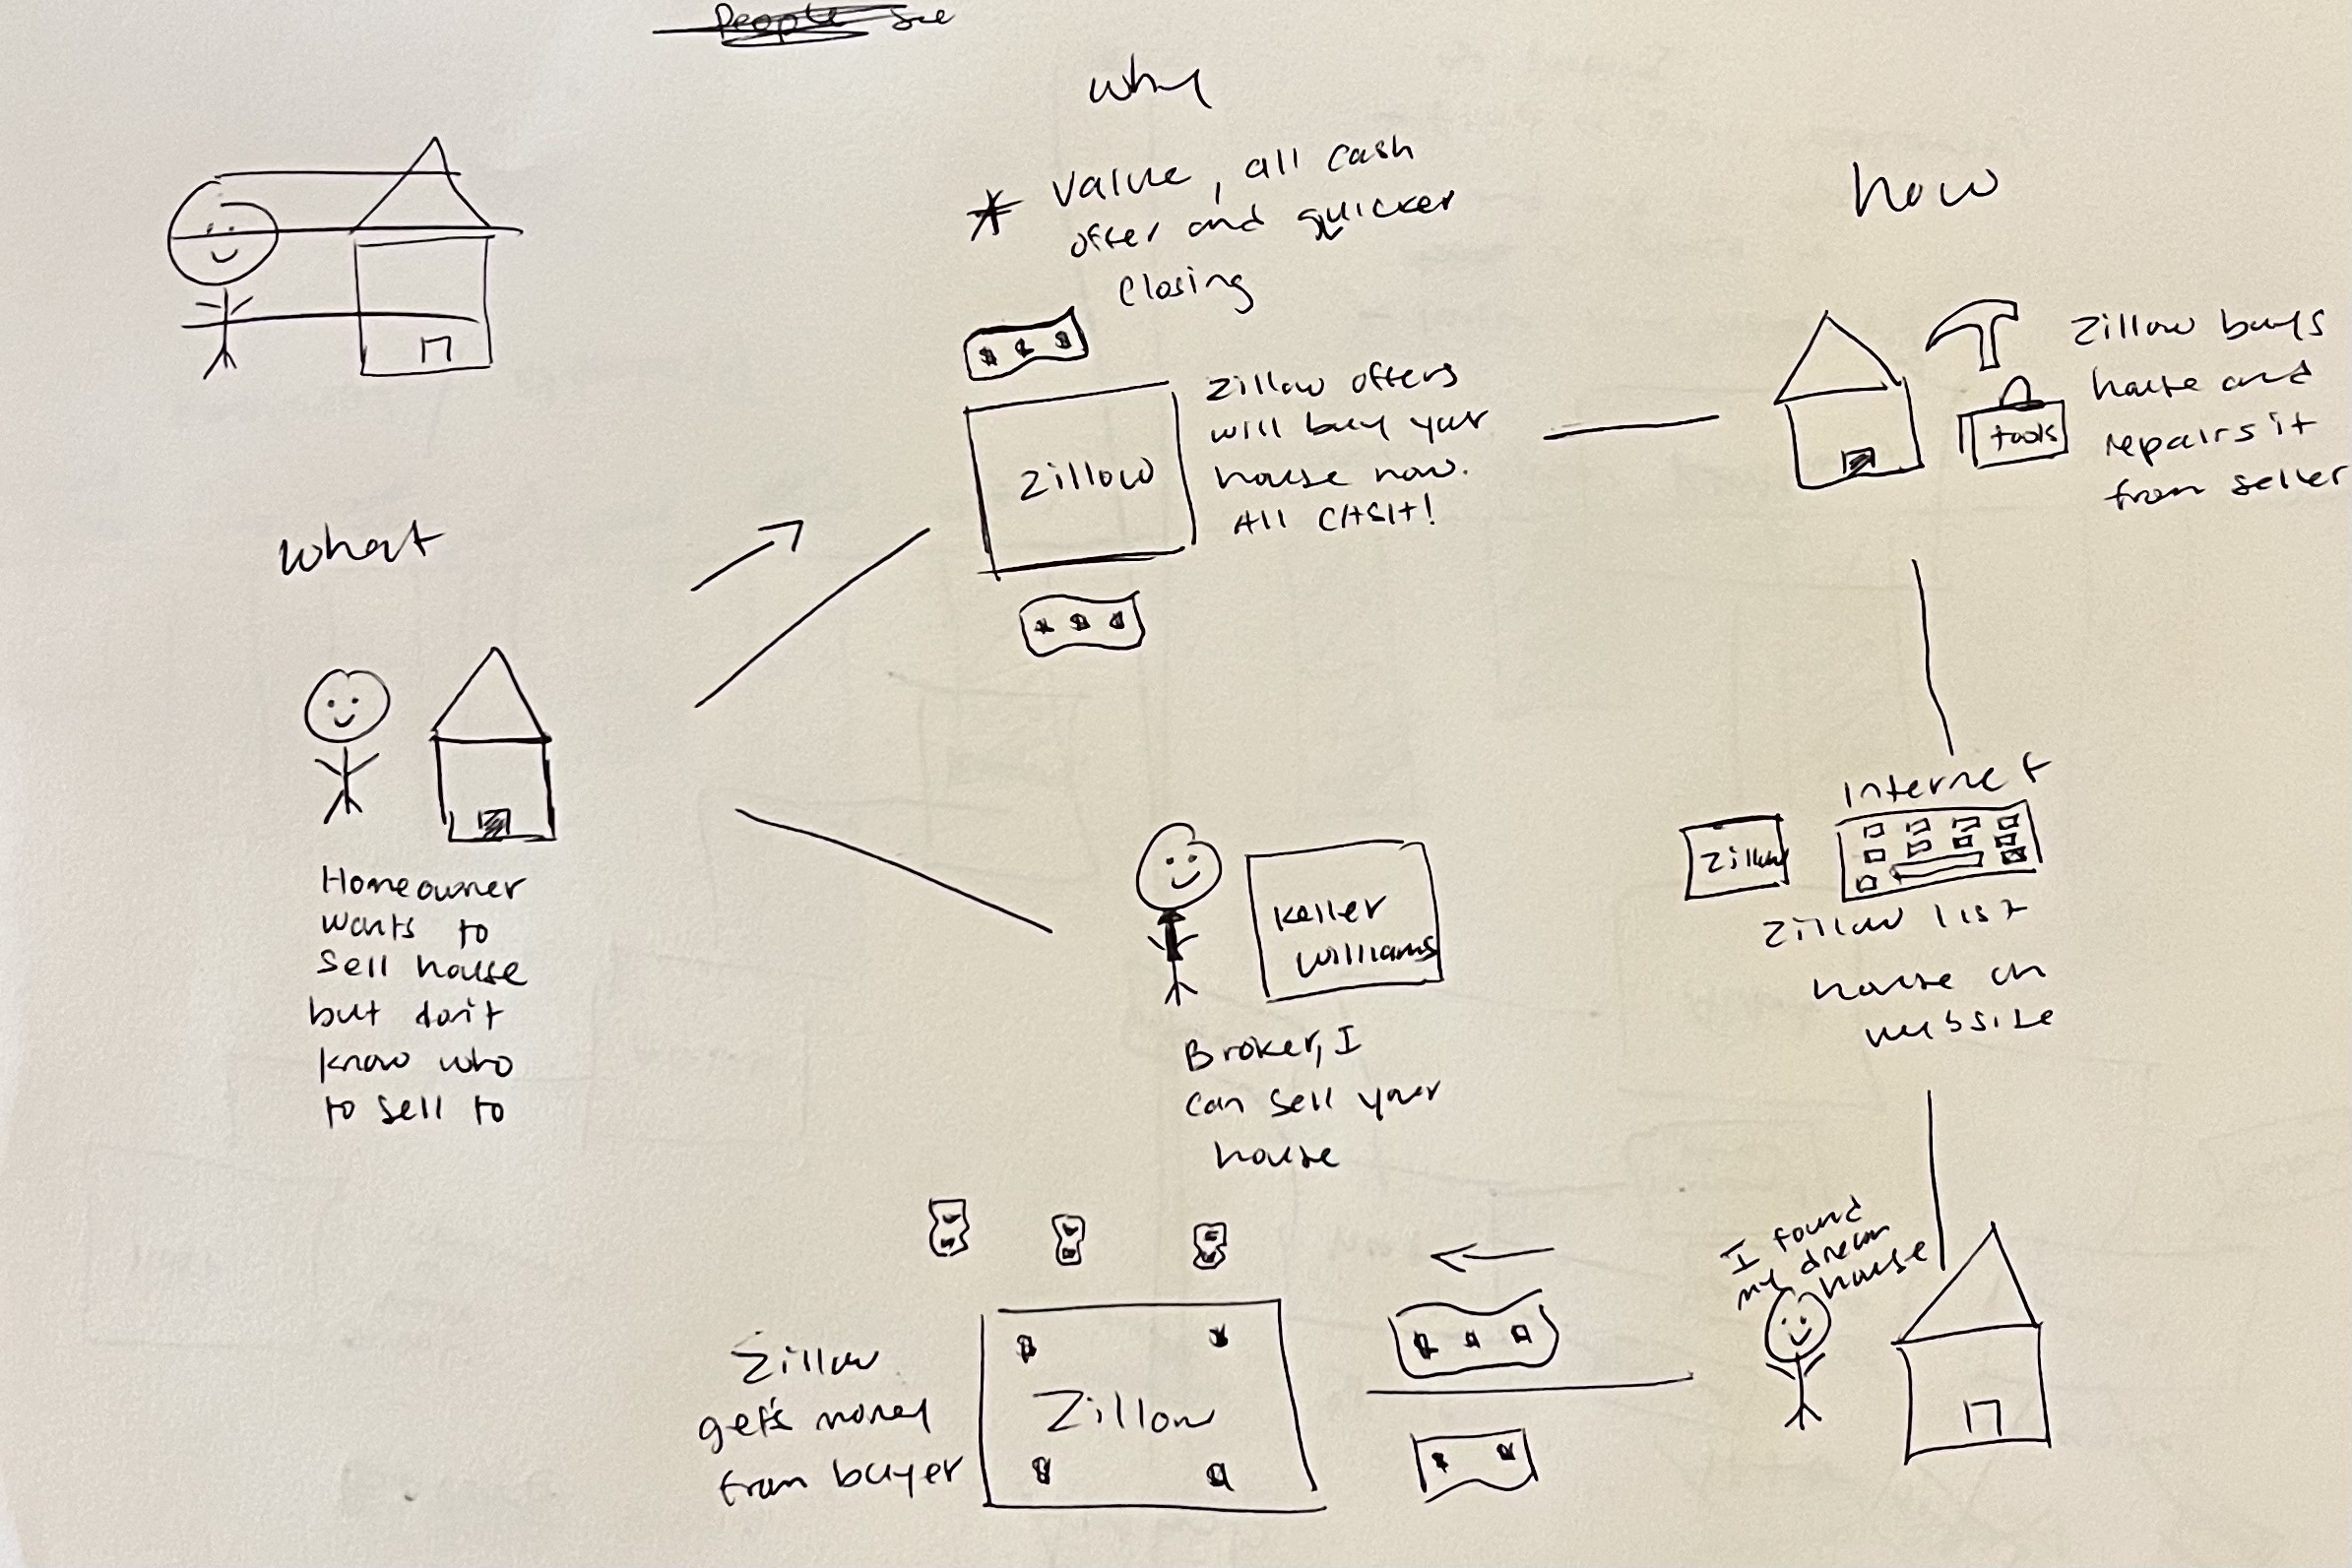 People see
why
* value, all cash
offer and quicker
closing
how
$ $ $
zillow
zillow offers
will buy your
house now.
All CASH!
$ $ $
zillow buys
house and
repairs it
from seller
tools
what
Homeowner
wants to
sell house
but don't
know who
to sell to
Keller
williams
Broker, I
can sell your
house
internet
zillow
zillow list
house on
website
I found
my dream
house
Zillow
gets money
from buyer
Zillow